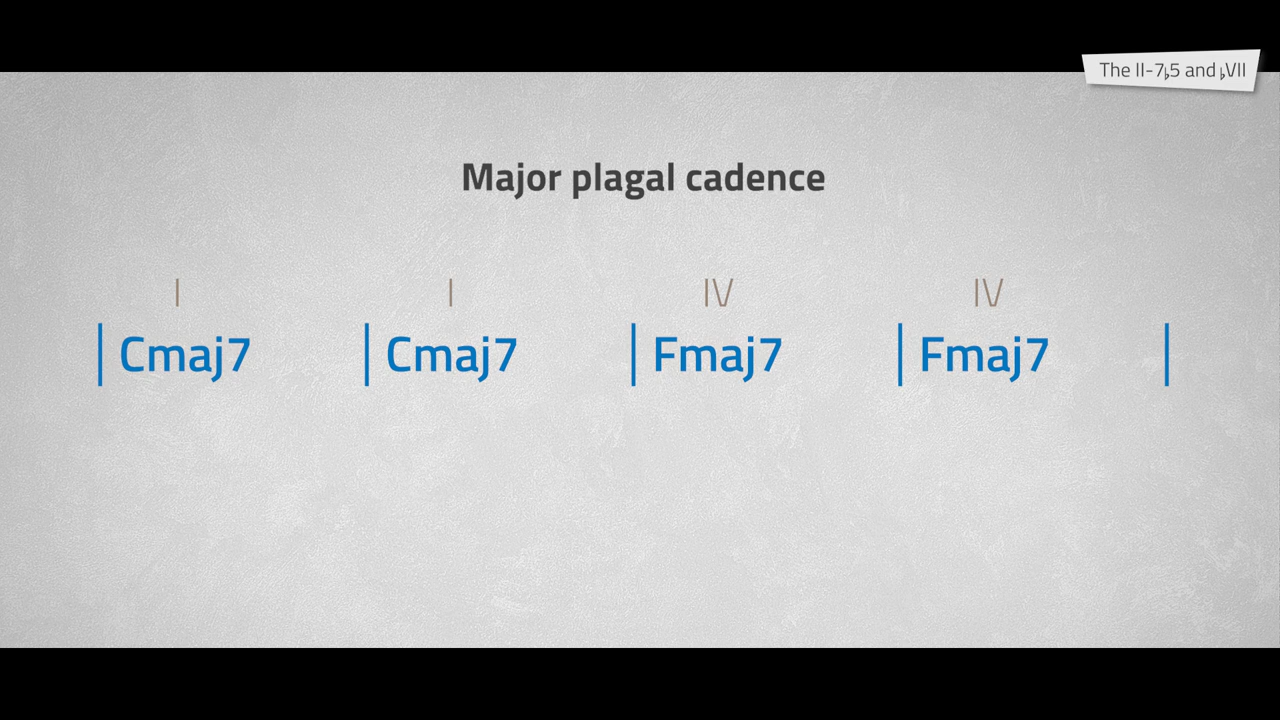 The II-7♭5 and ♭VII
Major plagal cadence
I I IV IV
| Cmaj7 | Cmaj7 | Fmaj7 | Fmaj7 |